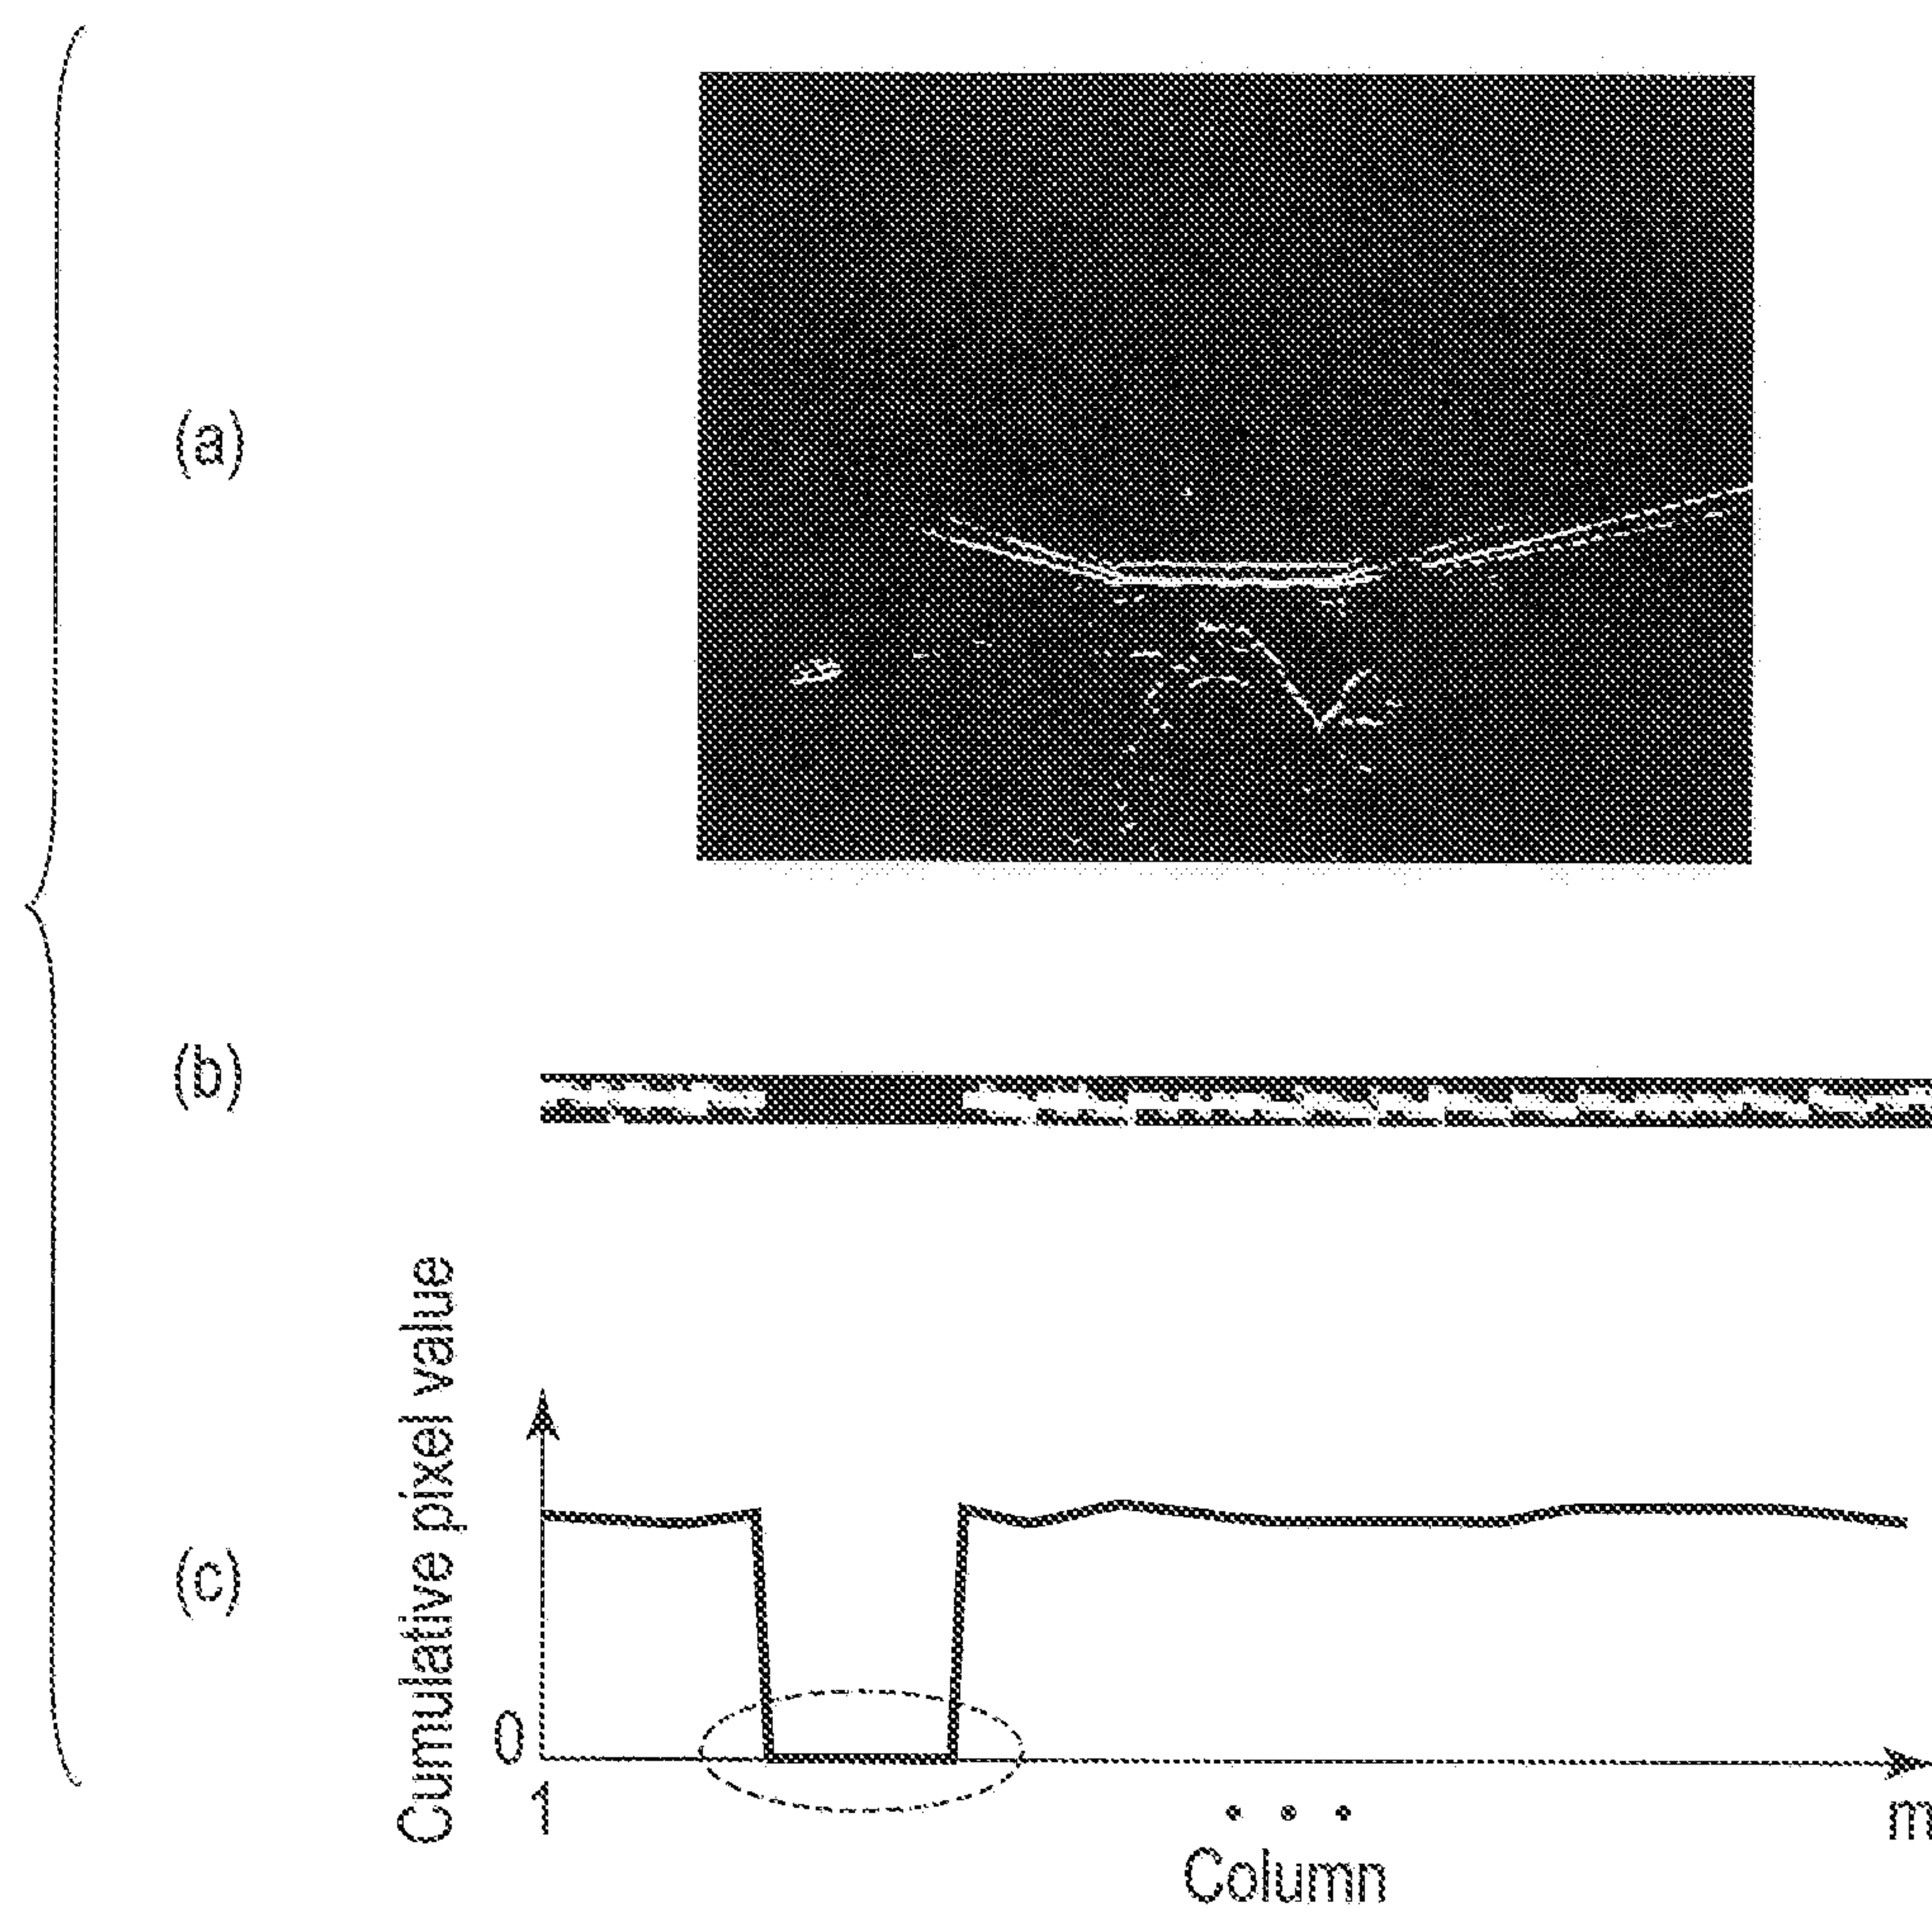 (a)
(b)
(c)
Cumulative pixel value
0
1
• • •
m
Column